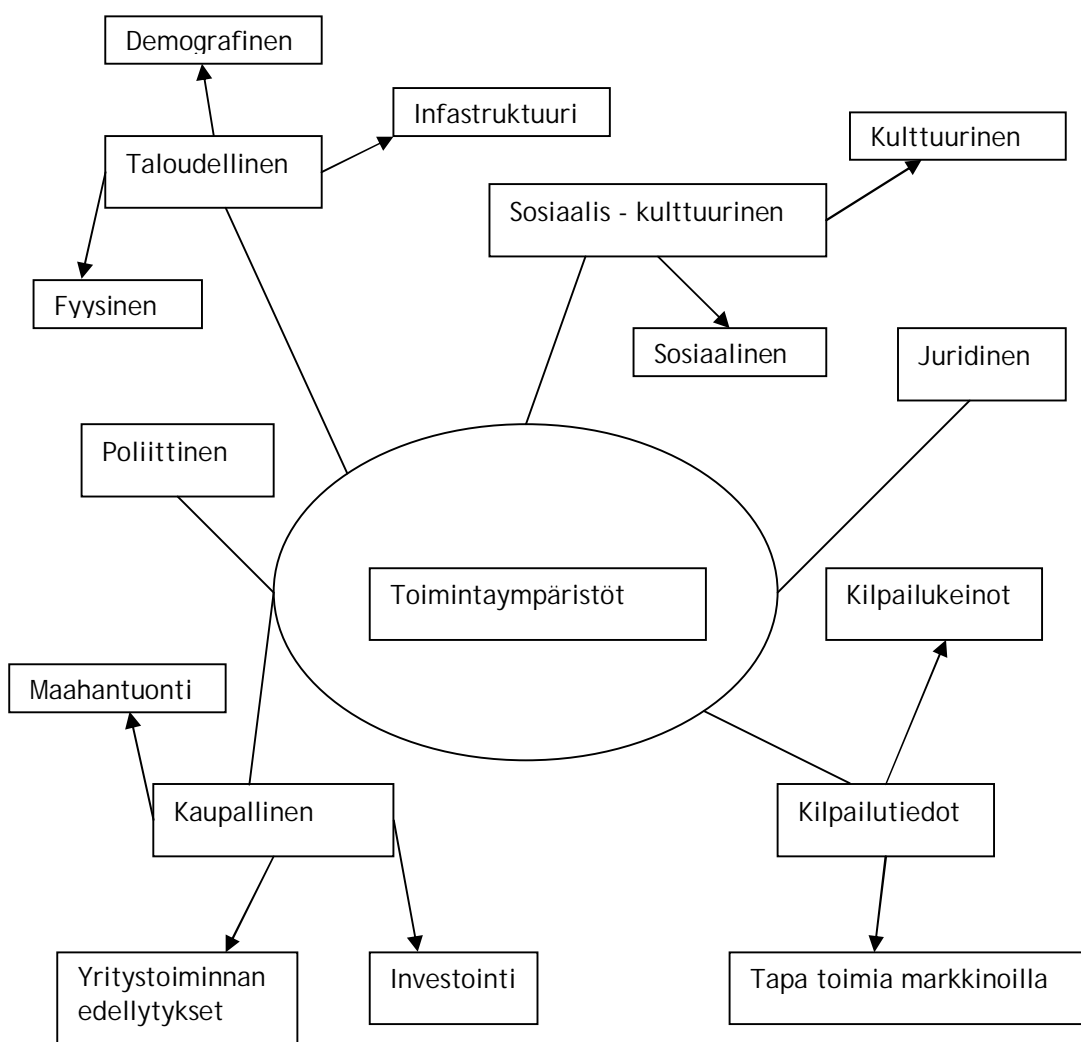 Demografinen
Infastruktuuri
Kulttuurinen
Taloudellinen
Sosiaalis - kulttuurinen
Fyysinen
Sosiaalinen
Juridinen
Poliittinen
Toimintaympäristöt
Kilpailukeinot
Maahantuonti
Kaupallinen
Kilpailutiedot
Yritystoiminnan
edellytykset
Investointi
Tapa toimia markkinoilla